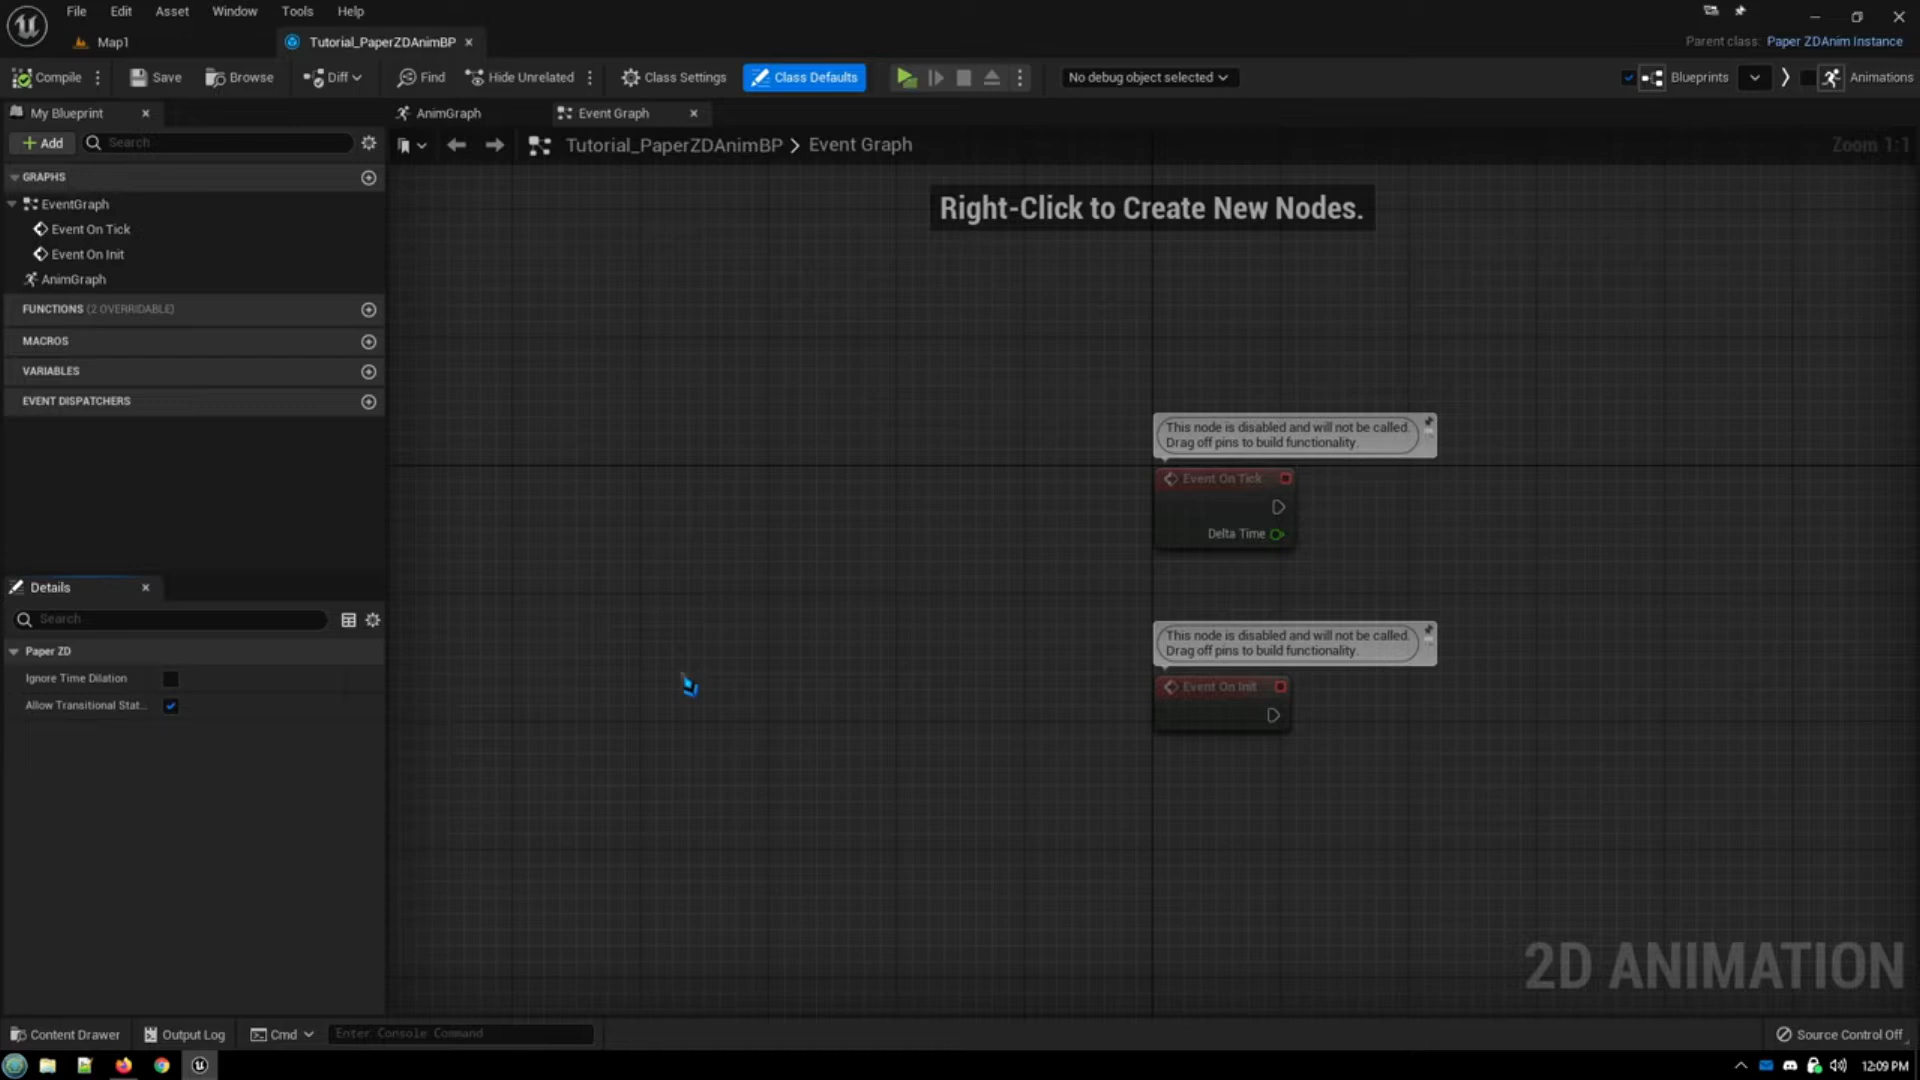 File Edit Asset Window Tools Help
Map1
Tutorial_PaperZDAnimBP
Parent class: Paper ZDAnim Instance
Compile
Save
Browse
Diff
Find
Hide Unrelated
Class Settings
Class Defaults
No debug object selected
Blueprints
Animations
My Blueprint
AnimGraph
Event Graph
Add
Search
Tutorial_PaperZDAnimBP > Event Graph
Zoom 1:1
GRAPHS
EventGraph
Event On Tick
Event On Init
AnimGraph
FUNCTIONS (2 OVERRIDABLE)
MACROS
VARIABLES
EVENT DISPATCHERS
Right-Click to Create New Nodes.
This node is disabled and will not be called.
Drag off pins to build functionality.
Event On Tick
Delta Time
This node is disabled and will not be called.
Drag off pins to build functionality.
Event On Init
Details
Search
Paper ZD
Ignore Time Dilation
Allow Transitional Stat...
2D ANIMATION
Content Drawer
Output Log
Cmd
Enter Console Command
Source Control Off
12:09 PM